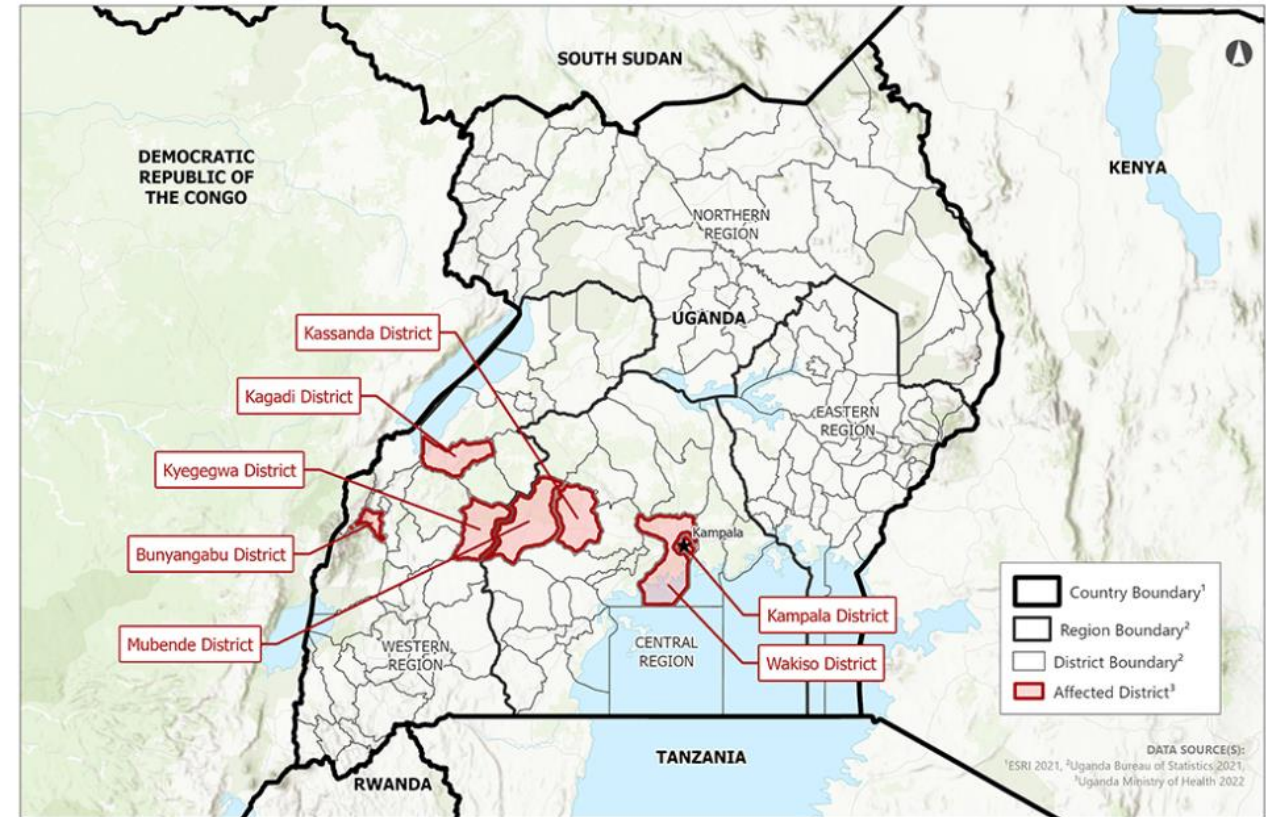 SOUTH SUDAN
DEMOCRATIC
REPUBLIC OF
THE CONGO
KENYA
NORTHERN
REGION
UGANDA
Kassanda District
Kagadi District
EASTERN
REGION
Kyegegwa District
Kampala
Bunyangabu District
Kampala District
Mubende District
WESTERN
REGION
CENTRAL
REGION
Wakiso District
Country Boundary¹
Region Boundary²
District Boundary²
Affected District³
TANZANIA
RWANDA
DATA SOURCE(S):
¹ESRI 2021, ²Uganda Bureau of Statistics 2021,
³Uganda Ministry of Health 2022